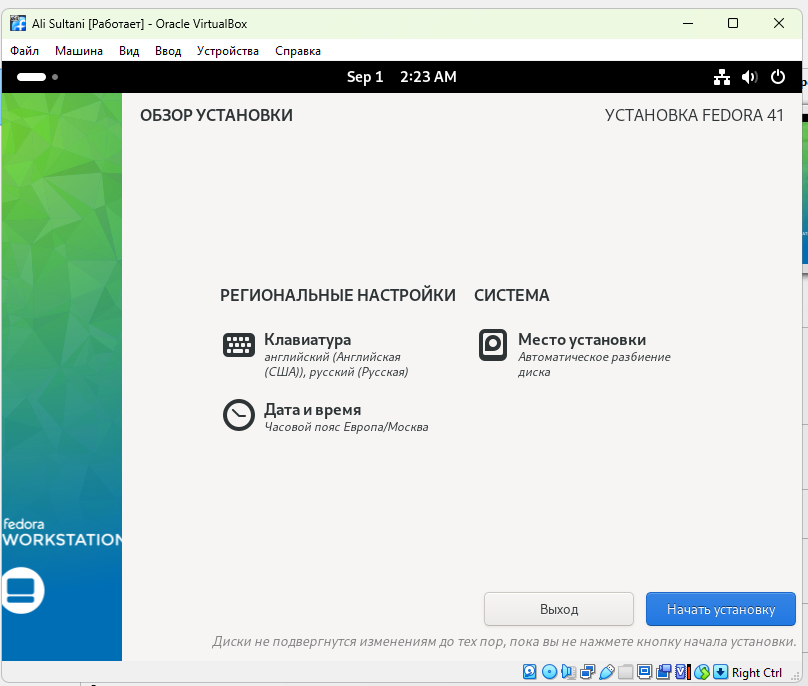 Ali Sultani [Работает] - Oracle VirtualBox
Файл Машина Вид Ввод Устройства Справка
Sep 1 2:23 AM
ОБЗОР УСТАНОВКИ
УСТАНОВКА FEDORA 41
РЕГИОНАЛЬНЫЕ НАСТРОЙКИ
СИСТЕМА
Клавиатура
английский (Английская
(США)), русский (Русская)
Место установки
Автоматическое разбиение
диска
Дата и время
Часовой пояс Европа/Москва
fedora
WORKSTATION
Выход
Начать установку
Диски не подвергнутся изменениям до тех пор, пока вы не нажмете кнопку начала установки.
Right Ctrl